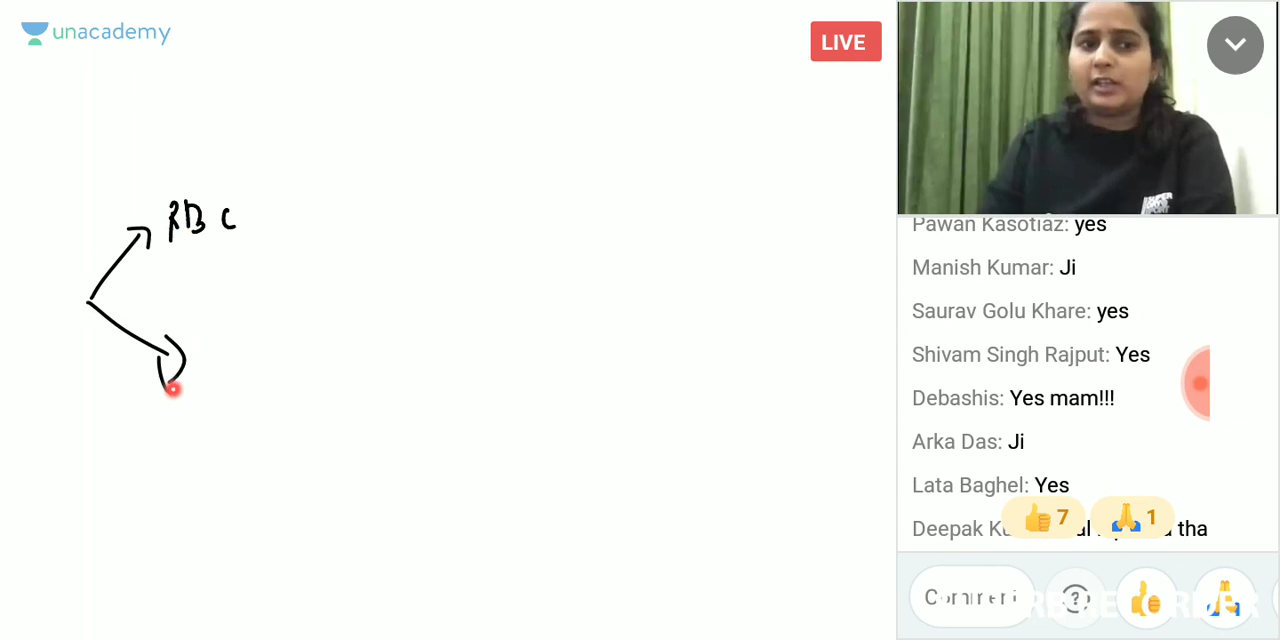 unacademy
LIVE
RBC
Pawan Kasotiaz: yes
Manish Kumar: Ji
Saurav Golu Khare: yes
Shivam Singh Rajput: Yes
Debashis: Yes mam!!!
Arka Das: Ji
Lata Baghel: Yes
Deepak tha
7
1